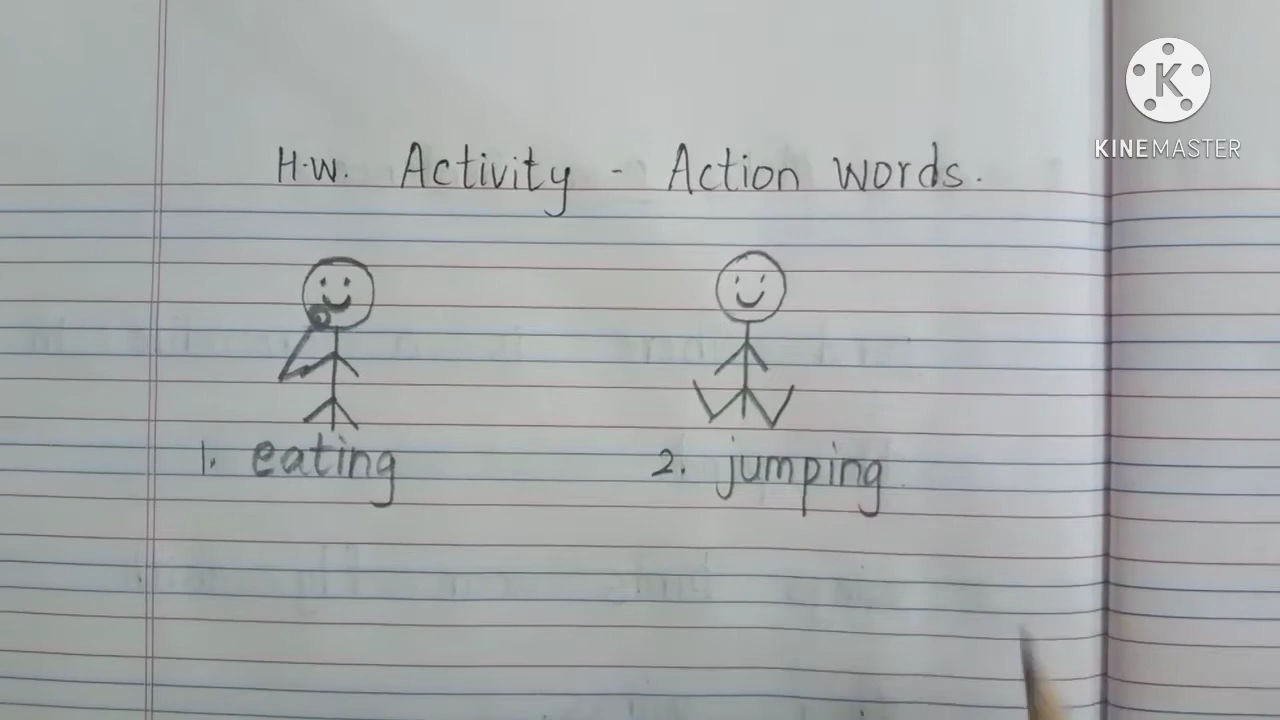 K
KINEMASTER
H.W. Activity - Action words.
1. eating
2. jumping